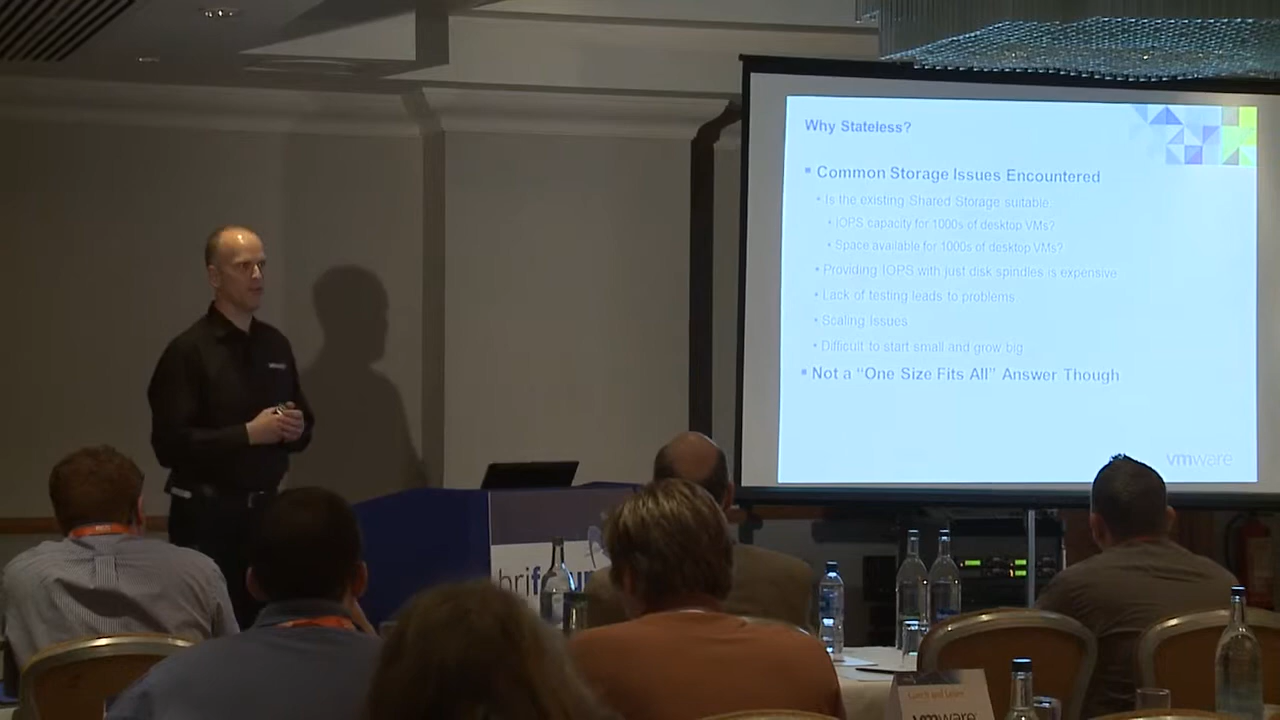 Why Stateless?
Common Storage Issues Encountered
Is the existing Shared Storage suitable.
IOPS capacity for 1000s of desktop VMs?
Space available for 1000s of desktop VMs?
Providing IOPS with just disk spindles is expensive
Lack of testing leads to problems.
Scaling Issues
Difficult to start small and grow big
Not a “One Size Fits All” Answer Though
vmware
vmware